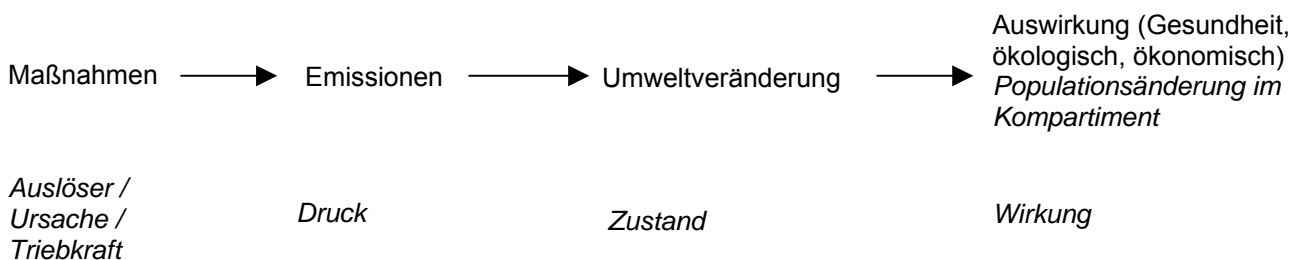 Maßnahmen
Emissionen
Umweltveränderung
Auswirkung (Gesundheit,
ökologisch, ökonomisch)
Populationsänderung im
Kompartiment
Auslöser /
Ursache /
Triebkraft
Druck
Zustand
Wirkung